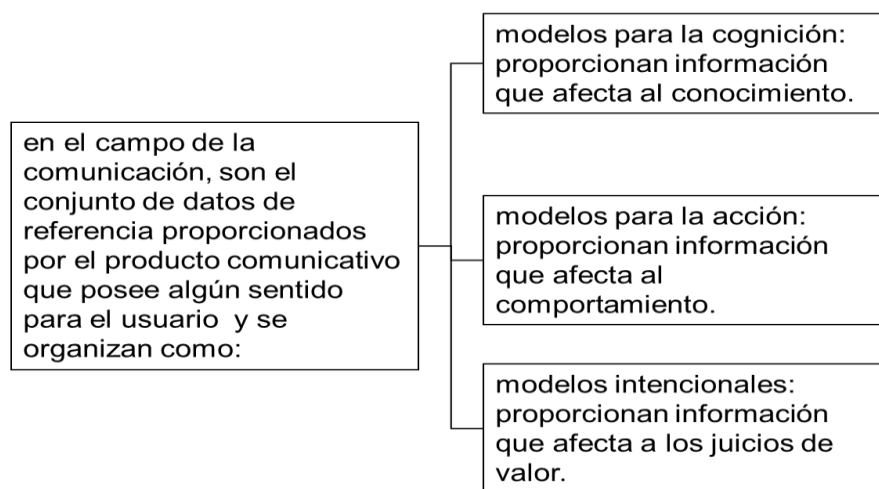 en el campo de la
comunicación, son el
conjunto de datos de
referencia proporcionados
por el producto comunicativo
que posee algún sentido
para el usuario  y se
organizan como:
modelos para la cognición:
proporcionan información
que afecta al conocimiento.
modelos para la acción:
proporcionan información
que afecta al
comportamiento.
modelos intencionales:
proporcionan información
que afecta a los juicios de
valor.